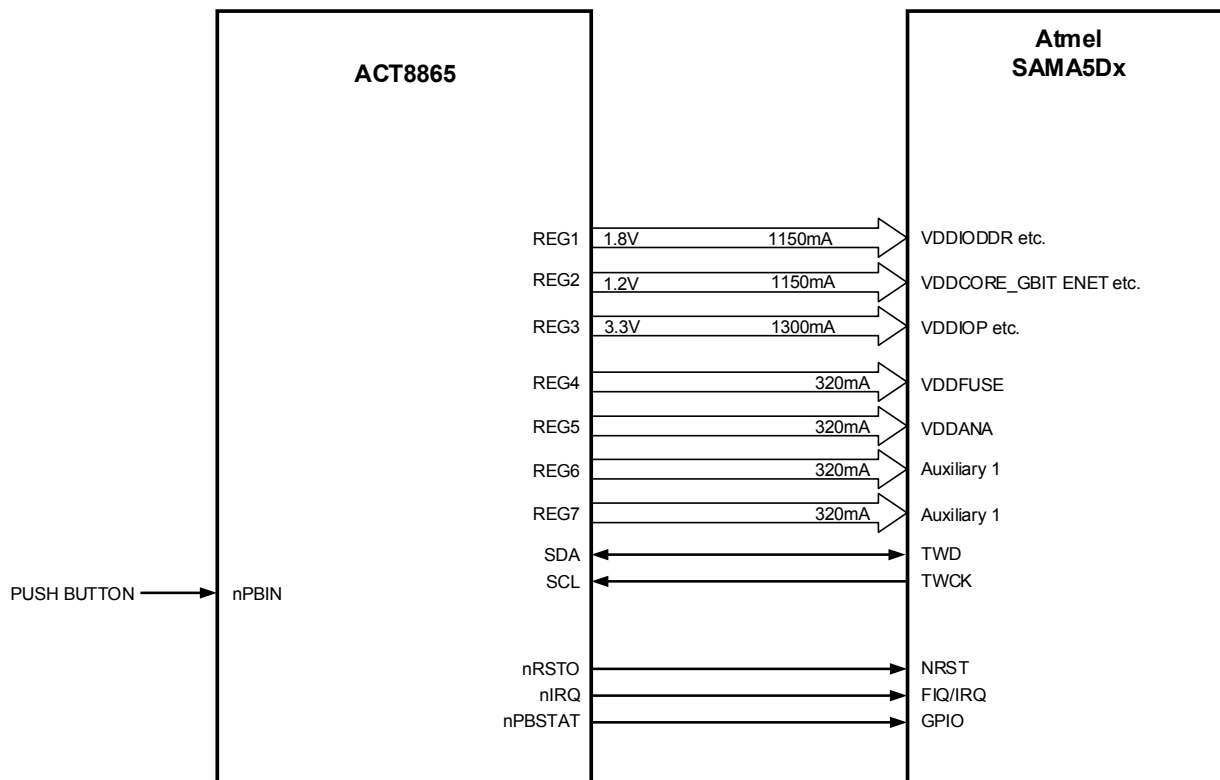 ACT8865
Atmel
SAMA5Dx
REG1 1.8V 1150mA VDDIODDR etc.
REG2 1.2V 1150mA VDDCORE_GBIT ENET etc.
REG3 3.3V 1300mA VDDIOP etc.
REG4 320mA VDDFUSE
REG5 320mA VDDANA
REG6 320mA Auxiliary 1
REG7 320mA Auxiliary 1
SDA TWD
SCL TWCK
PUSH BUTTON nPBIN
nRSTO NRST
nIRQ FIQ/IRQ
nPBSTAT GPIO